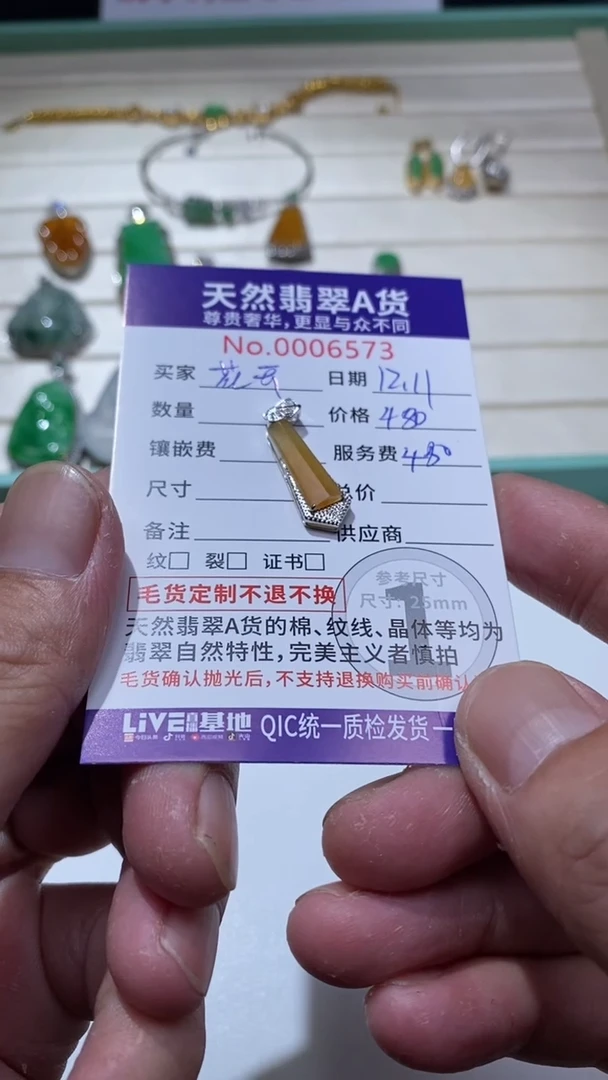 天然翡翠A货
尊贵奢华，更显与众不同
No.0006573
买家 日期 12.11
数量 价格 480
镶嵌费 服务费 480
尺寸 总价
备注 供应商
纹□ 裂□ 证书□
参考尺寸
毛货定制不退不换
尺寸: 25mm
1
天然翡翠A货的棉、纹线、晶体等均为
翡翠自然特性，完美主义者慎拍
毛货确认抛光后，不支持退换购买前确认
LiVE 基地 QIC统一质检发货一